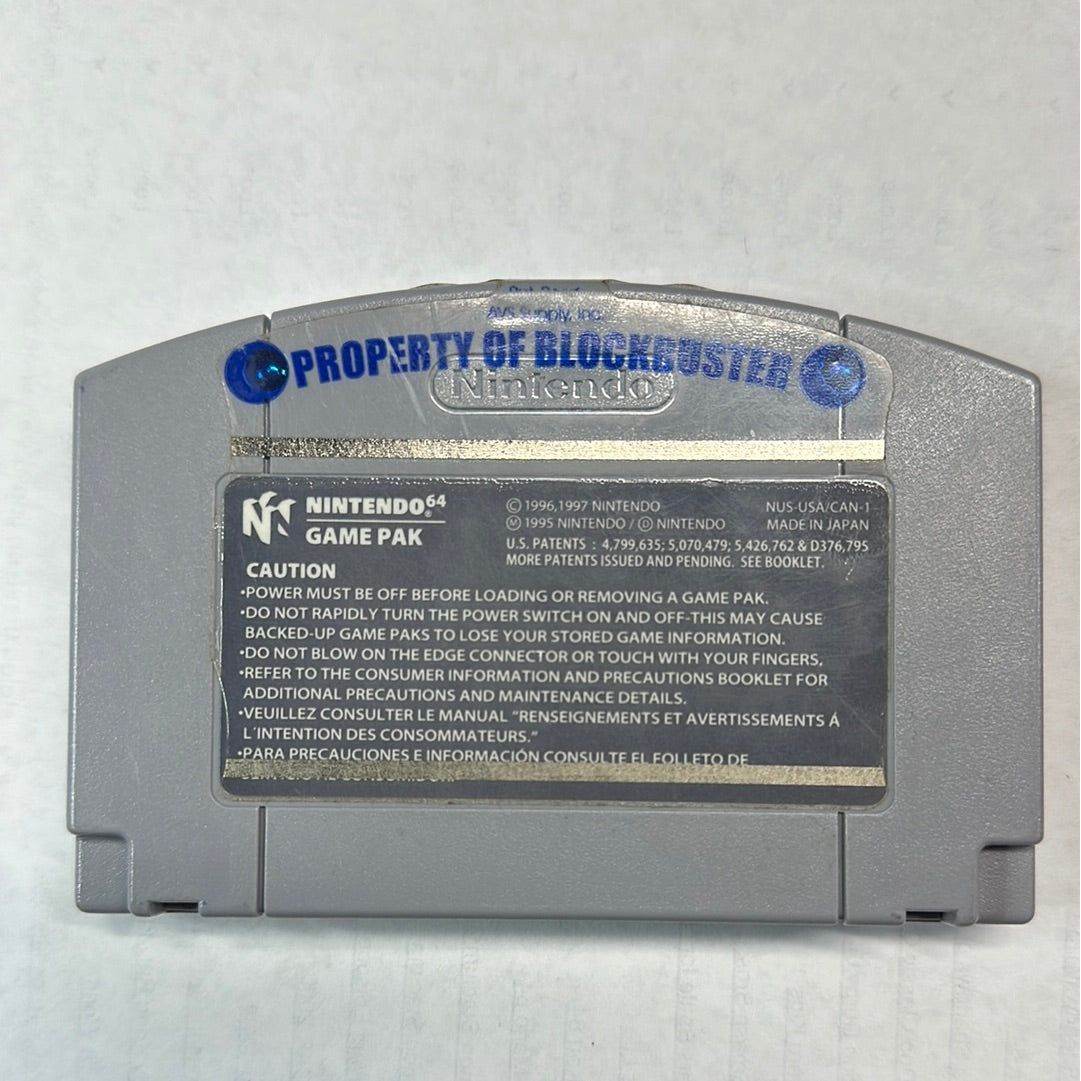 AVS Supply, Inc.
PROPERTY OF BLOCKBUSTER
Nintendo
NINTENDO64®
GAME PAK
© 1996,1997 NINTENDO
Ⓜ 1995 NINTENDO / Ⓓ NINTENDO
NUS-USA/CAN-1
MADE IN JAPAN
U.S. PATENTS : 4,799,635; 5,070,479; 5,426,762 & D376,795
MORE PATENTS ISSUED AND PENDING. SEE BOOKLET.
CAUTION
•POWER MUST BE OFF BEFORE LOADING OR REMOVING A GAME PAK.
•DO NOT RAPIDLY TURN THE POWER SWITCH ON AND OFF-THIS MAY CAUSE
BACKED-UP GAME PAKS TO LOSE YOUR STORED GAME INFORMATION.
•DO NOT BLOW ON THE EDGE CONNECTOR OR TOUCH WITH YOUR FINGERS,
•REFER TO THE CONSUMER INFORMATION AND PRECAUTIONS BOOKLET FOR
ADDITIONAL PRECAUTIONS AND MAINTENANCE DETAILS.
•VEUILLEZ CONSULTER LE MANUAL "RENSEIGNEMENTS ET AVERTISSEMENTS Á
L'INTENTION DES CONSOMMATEURS."
•PARA PRECAUCIONES E INFORMACIÓN CONSULTE EL FOLLETO DE